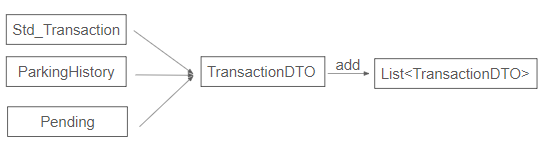 Std_Transaction
ParkingHistory
Pending
TransactionDTO
add
List<TransactionDTO>